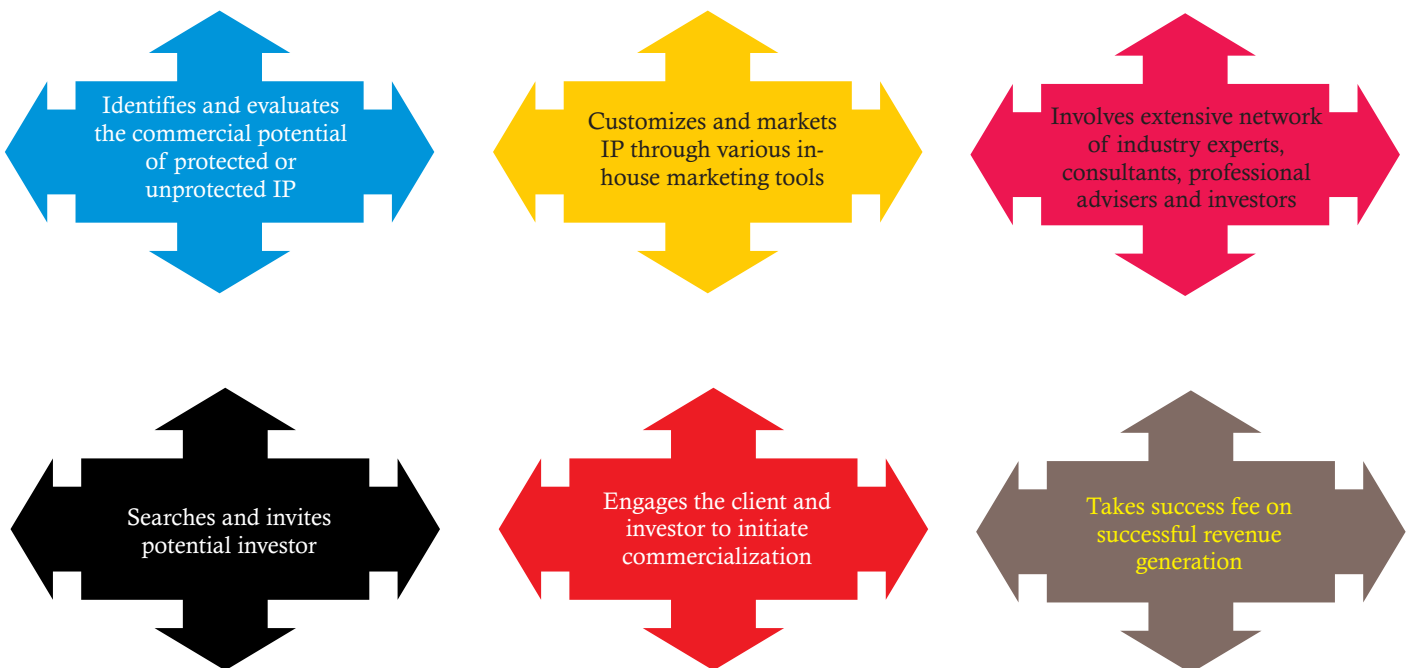 Identifies and evaluates
the commercial potential
of protected or
unprotected IP
Customizes and markets
IP through various in-
house marketing tools
Involves extensive network
of industry experts,
consultants, professional
advisers and investors
Searches and invites
potential investor
Engages the client and
investor to initiate
commercialization
Takes success fee on
successful revenue
generation